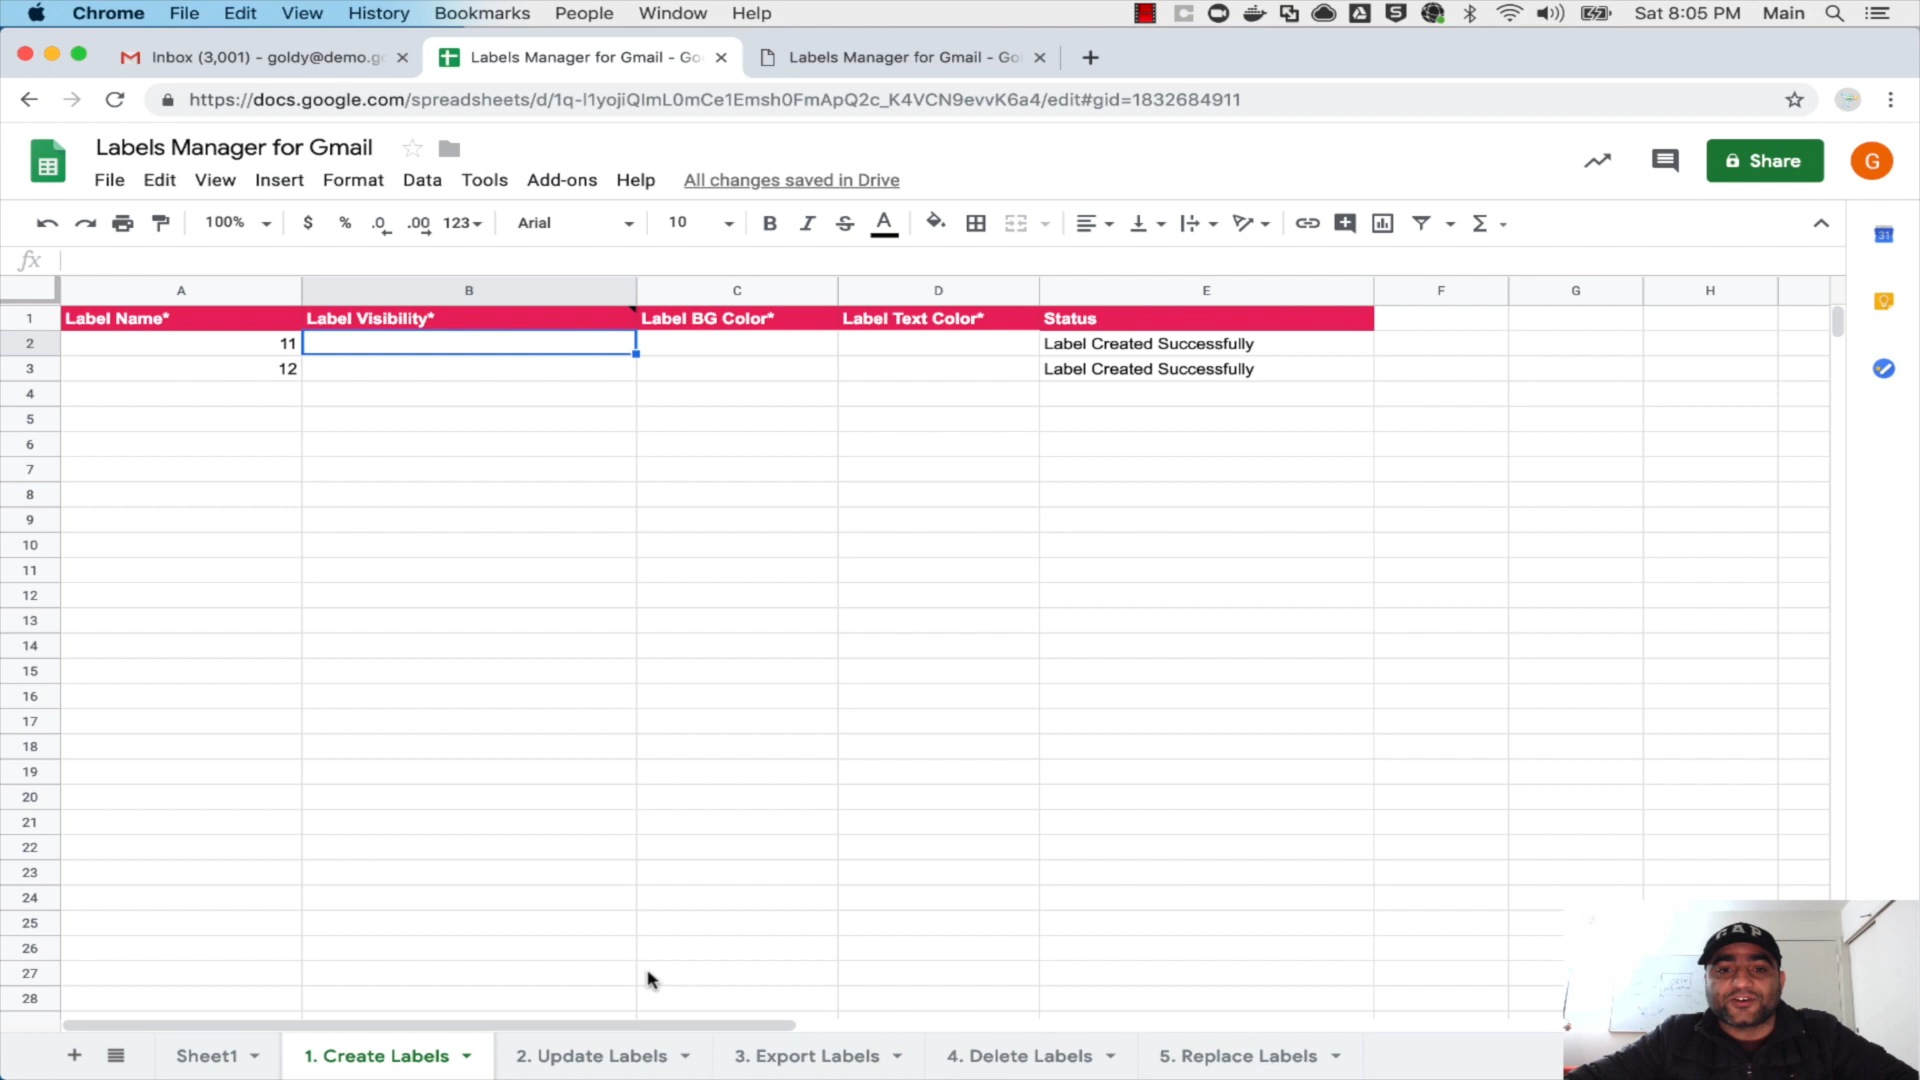 Chrome File Edit View History Bookmarks People Window Help Sat 8:05 PM Main
Inbox (3,001) - goldy@demo.g Labels Manager for Gmail - Go Labels Manager for Gmail - Go
https://docs.google.com/spreadsheets/d/1q-l1yojiQlmL0mCe1Emsh0FmApQ2c_K4VCN9evvK6a4/edit#gid=1832684911
Labels Manager for Gmail
Share
G
File Edit View Insert Format Data Tools Add-ons Help All changes saved in Drive
100% $ % .0 .00 123 Arial 10 B I S A Σ
31
fx
A B C D E F G H
1 Label Name* Label Visibility* Label BG Color* Label Text Color* Status
2 11 Label Created Successfully
3 12 Label Created Successfully
4
5
6
7
8
9
10
11
12
13
14
15
16
17
18
19
20
21
22
23
24
25
26
27
28
CAP
+ Sheet1 1. Create Labels 2. Update Labels 3. Export Labels 4. Delete Labels 5. Replace Labels